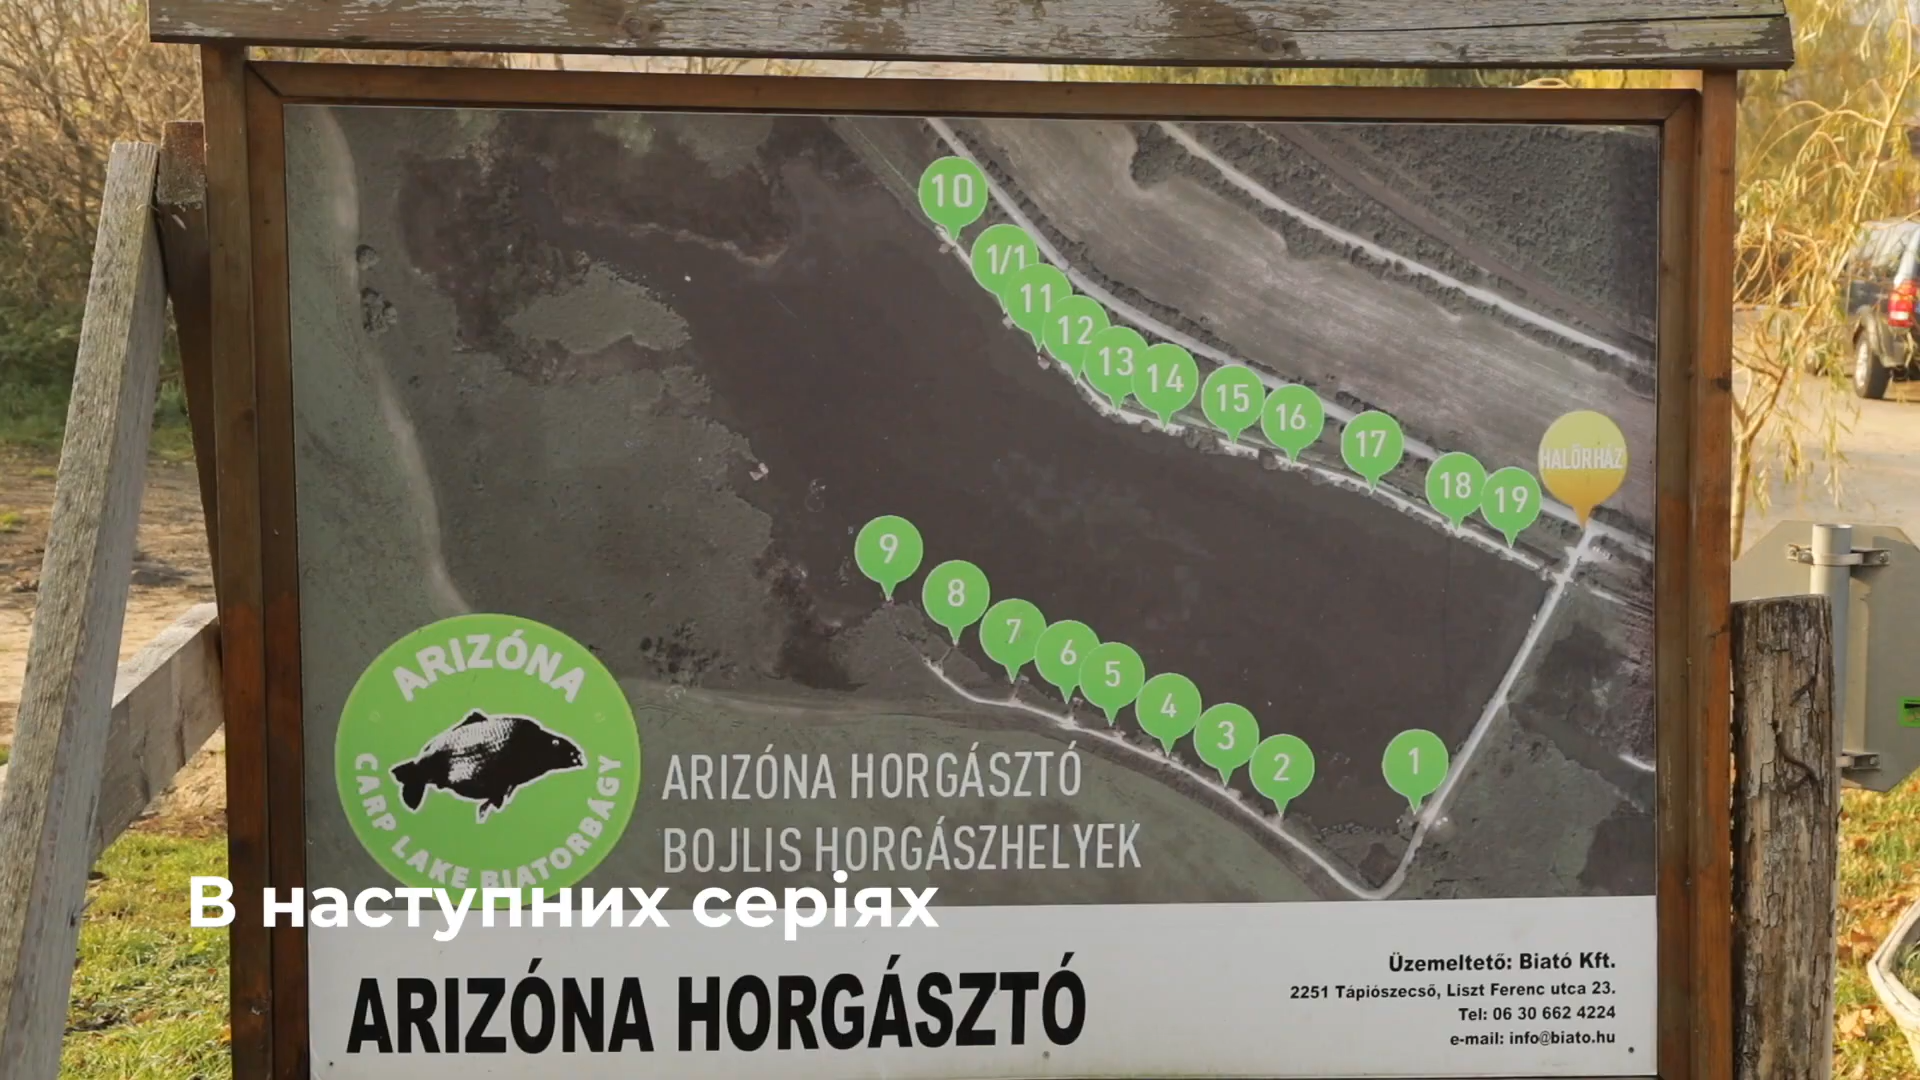 10
1/1
11
12
13
14
15
16
17
18
19
HALŐRHÁZ
9
8
7
6
5
4
3
2
1
ARIZÓNA
CARP LAKE BIATORBÁGY
ARIZÓNA HORGÁSZTÓ
BOJLIS HORGÁSZHELYEK
В наступних серіях
ARIZÓNA HORGÁSZTÓ
Üzemeltető: Biató Kft.
2251 Tápiószecső, Liszt Ferenc utca 23.
Tel: 06 30 662 4224
e-mail: info@biato.hu